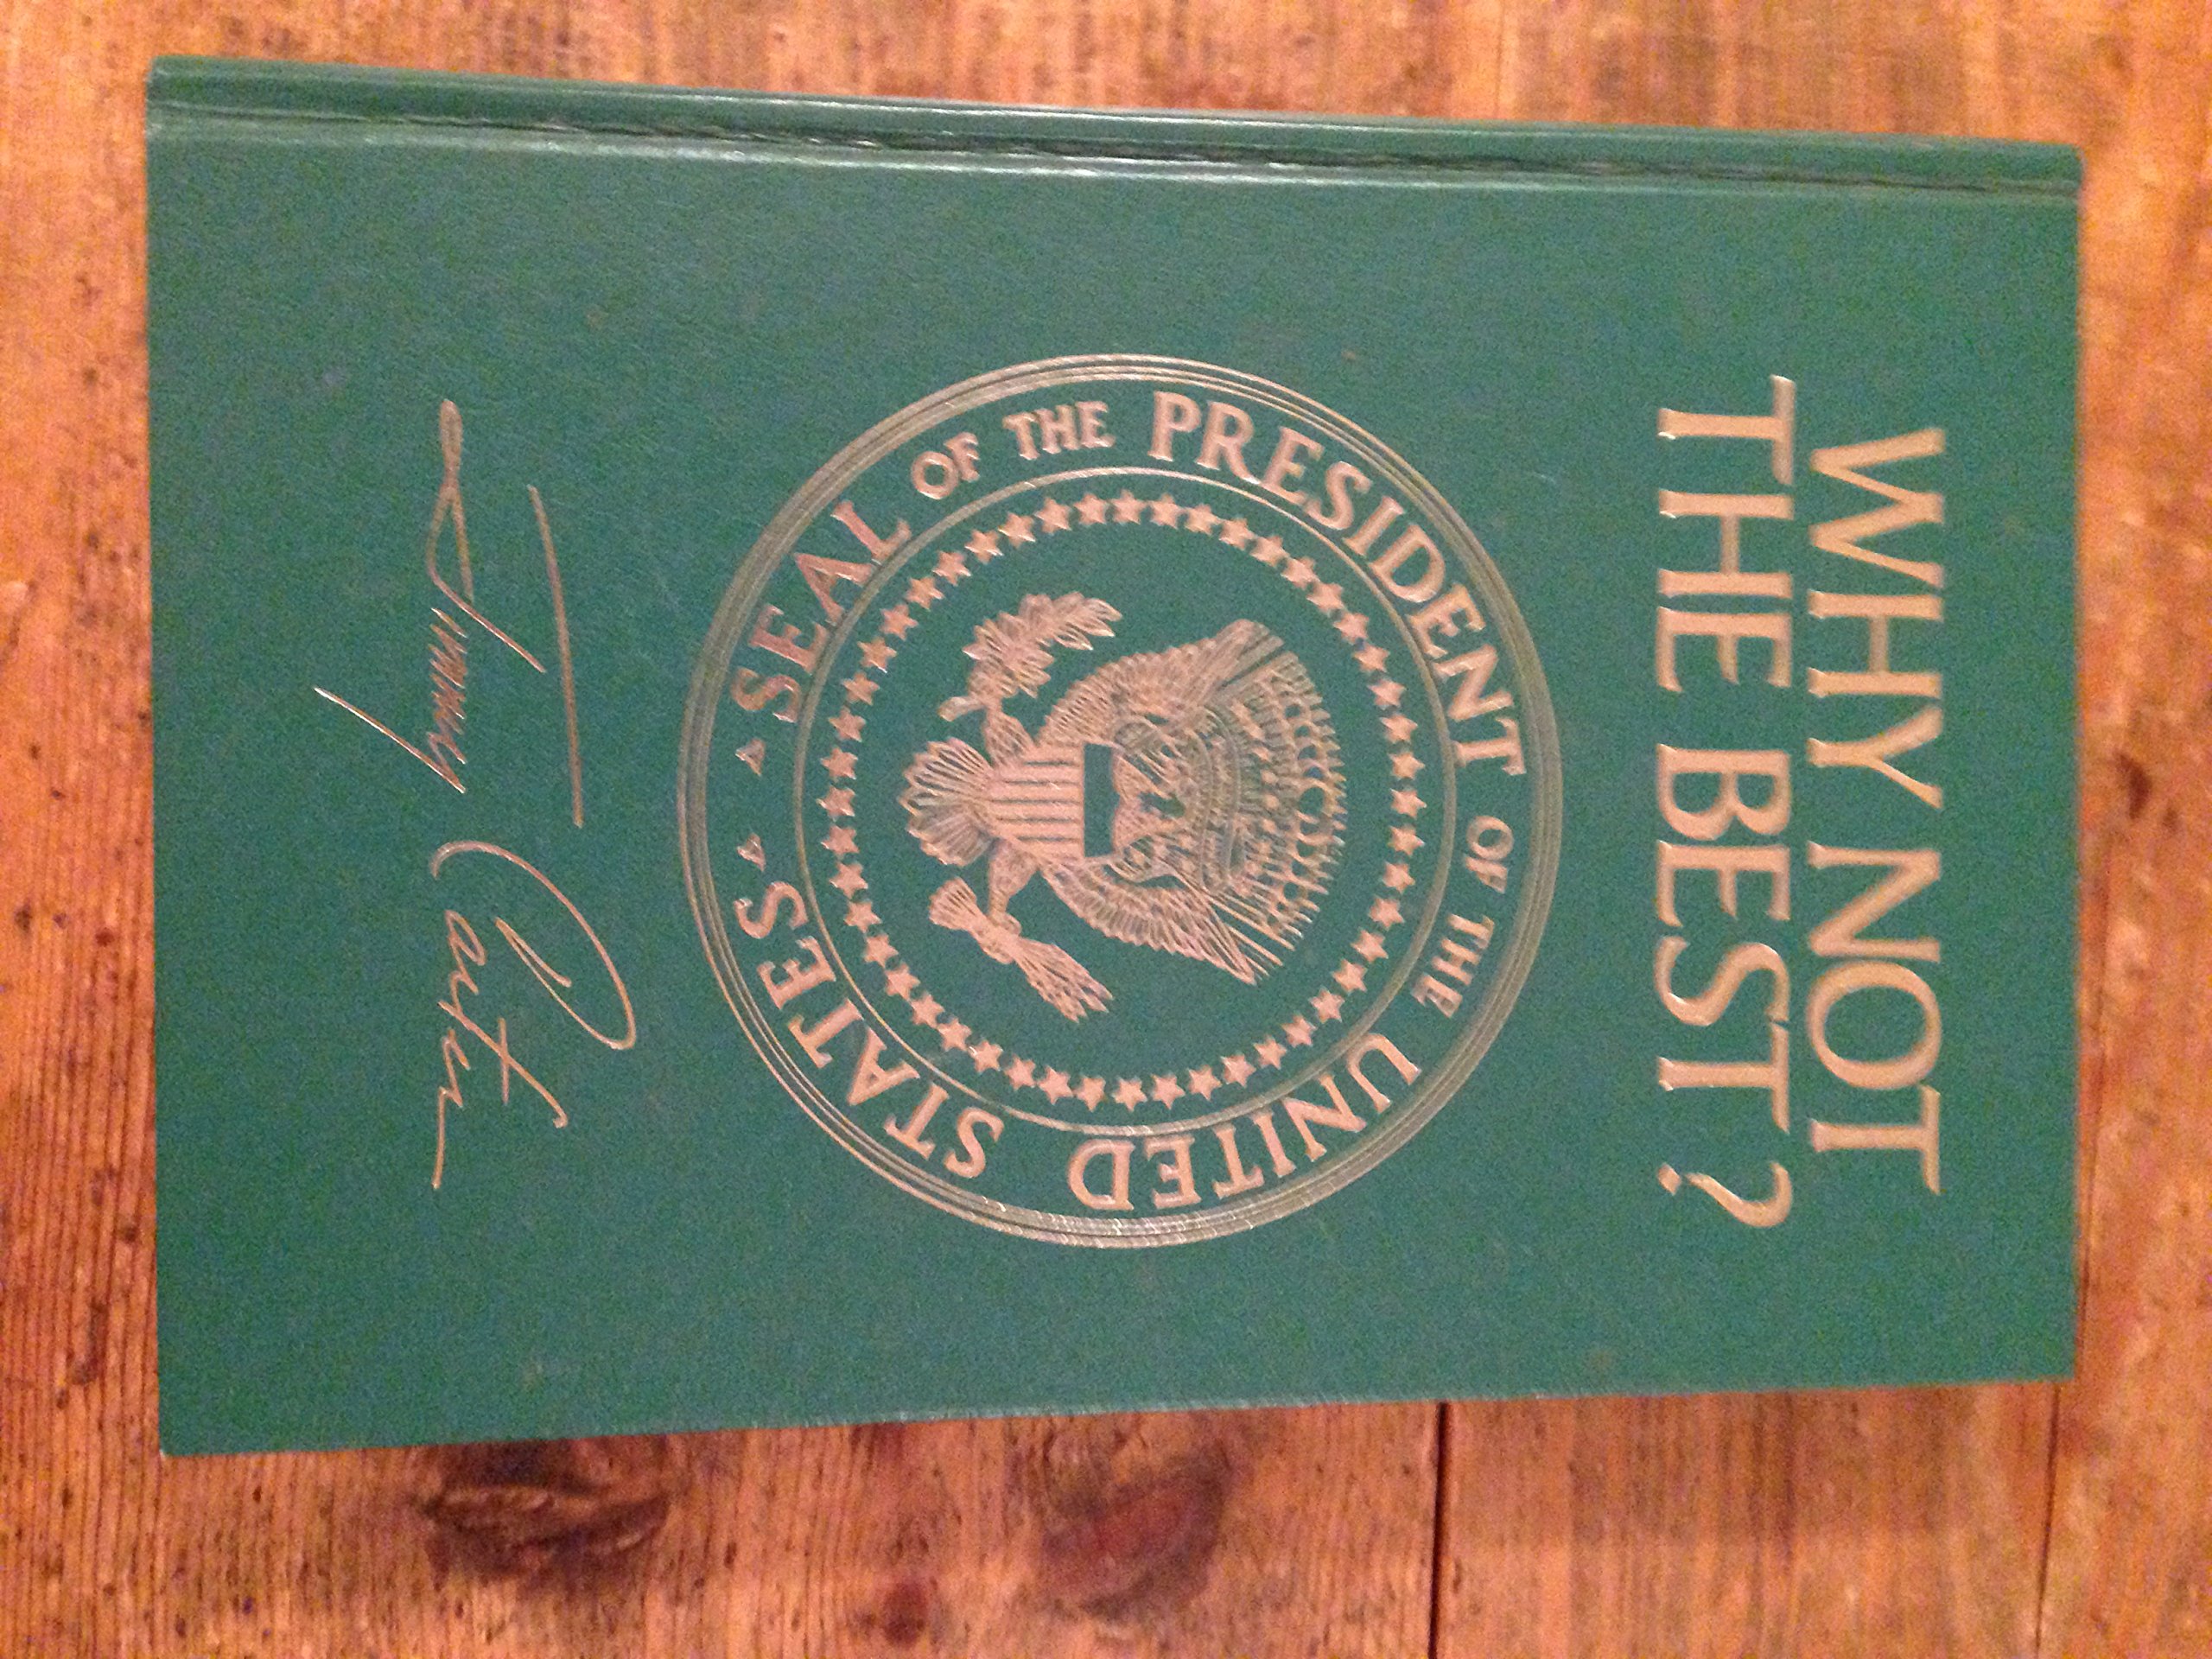 WHY NOT
THE BEST?
SEAL OF THE PRESIDENT OF THE UNITED STATES
Jimmy Carter